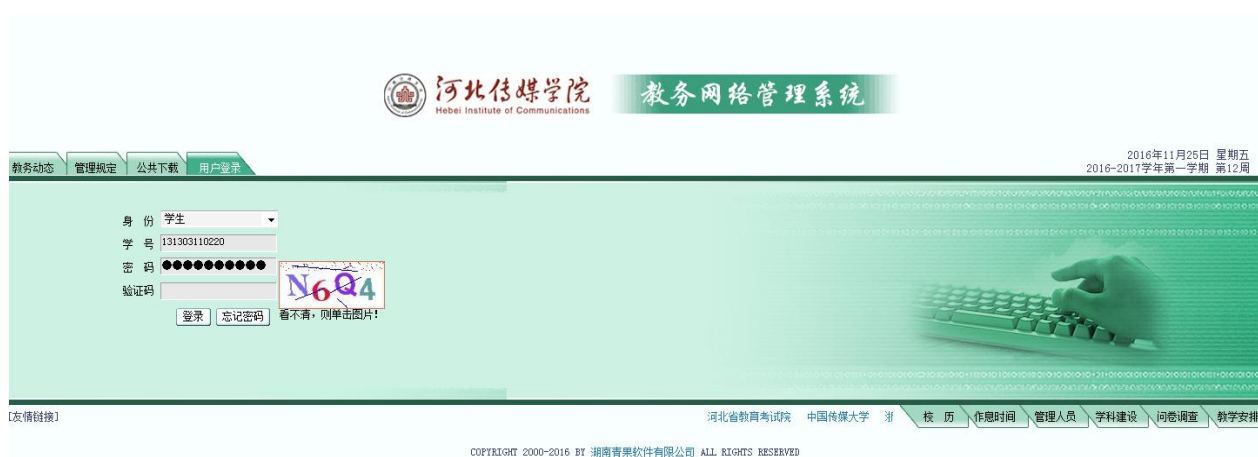 河北传媒学院
Hebei Institute of Communications
教务网络管理系统
教务动态 管理规定 公共下载 用户登录
2016年11月25日 星期五
2016-2017学年第一学期 第12周
身 份 学生
学 号 131303110220
密 码 ●●●●●●●●●●
验证码
N6Q4
登录 忘记密码 看不清，则单击图片!
[友情链接] 河北省教育考试院 中国传媒大学 校 历 作息时间 管理人员 学科建设 问卷调查 教学安排
COPYRIGHT 2000-2016 BY 湖南青果软件有限公司 ALL RIGHTS RESERVED